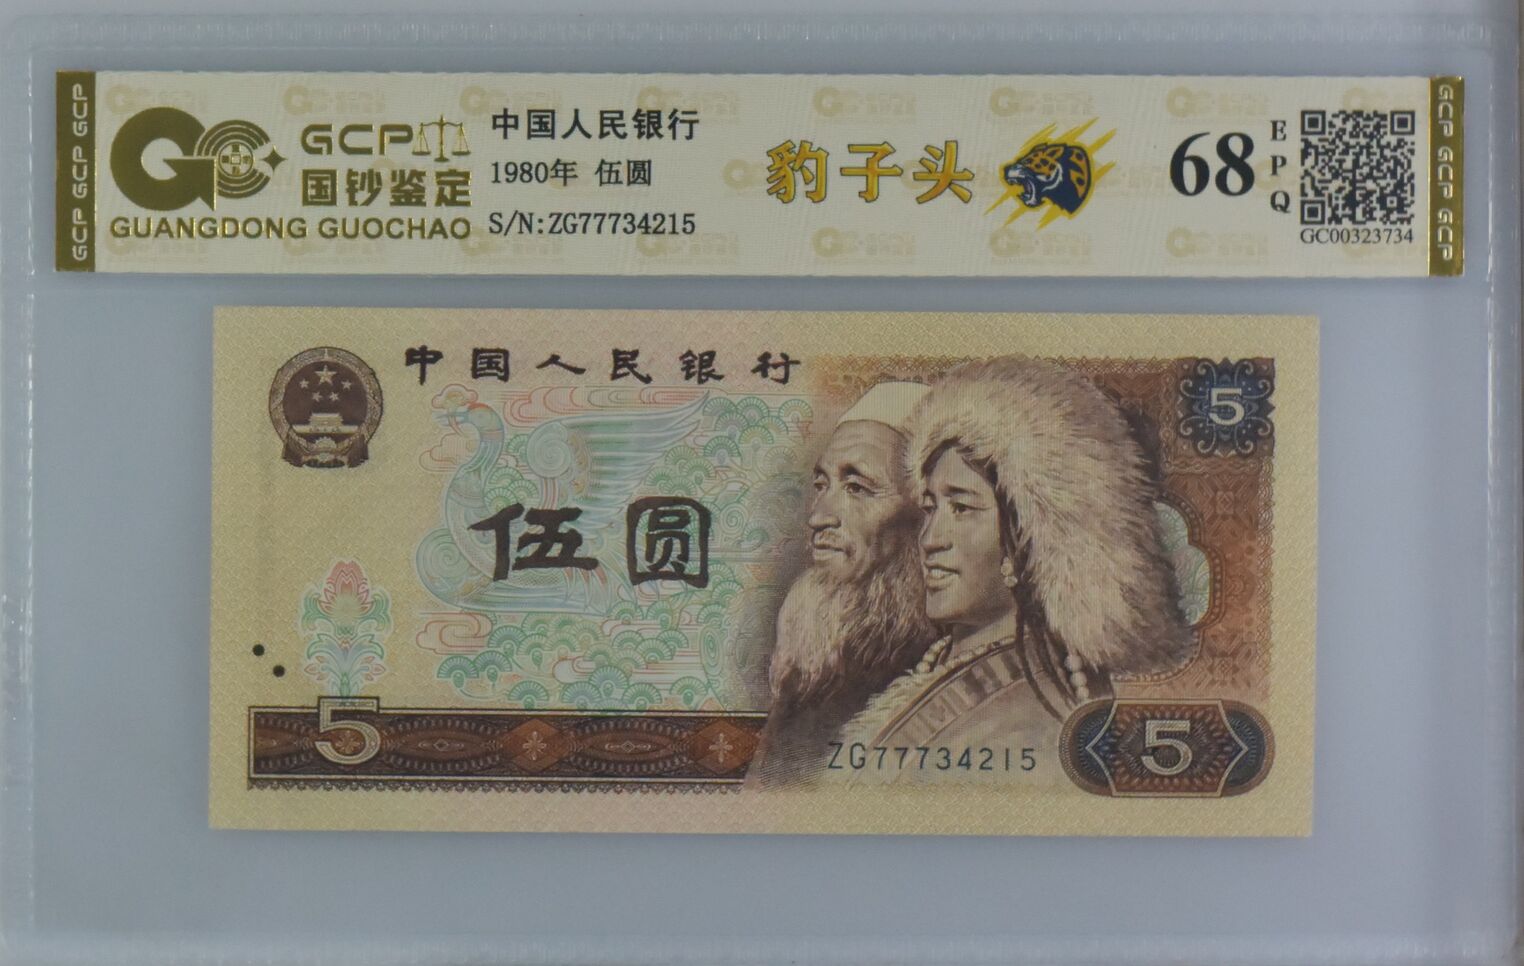 GCP GCP GCP
GCP
国钞鉴定
GUANGDONG GUOCHAO
中国人民银行
1980年 伍圆
S/N:ZG77734215
豹子头
68
EPQ
GC00323734
GCP GCP GCP
中国人民银行
5
伍圆
5
ZG77734215
5